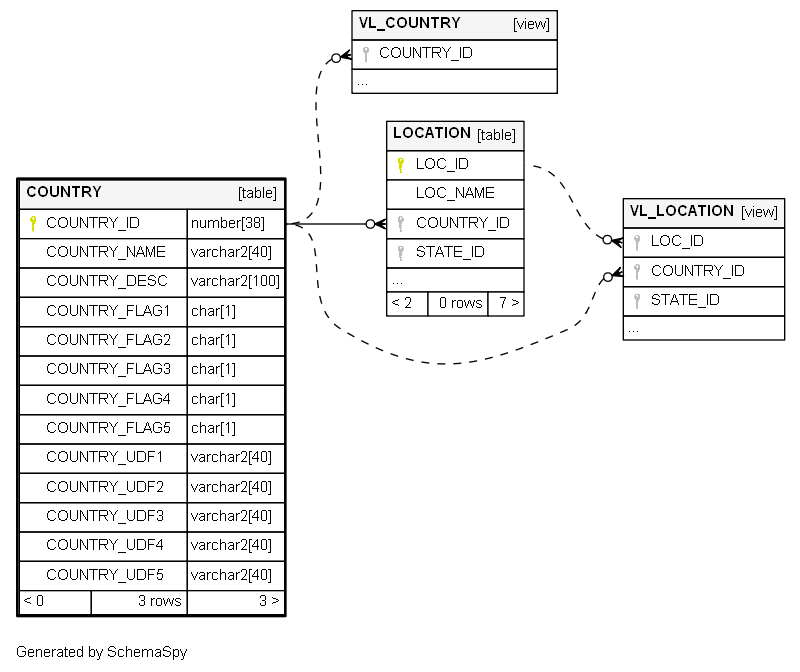 VL_COUNTRY [view]
COUNTRY_ID
...
LOCATION [table]
LOC_ID
LOC_NAME
COUNTRY_ID
STATE_ID
...
< 2 0 rows 7 >
COUNTRY [table]
COUNTRY_ID number[38]
COUNTRY_NAME varchar2[40]
COUNTRY_DESC varchar2[100]
COUNTRY_FLAG1 char[1]
COUNTRY_FLAG2 char[1]
COUNTRY_FLAG3 char[1]
COUNTRY_FLAG4 char[1]
COUNTRY_FLAG5 char[1]
COUNTRY_UDF1 varchar2[40]
COUNTRY_UDF2 varchar2[40]
COUNTRY_UDF3 varchar2[40]
COUNTRY_UDF4 varchar2[40]
COUNTRY_UDF5 varchar2[40]
< 0 3 rows 3 >
VL_LOCATION [view]
LOC_ID
COUNTRY_ID
STATE_ID
...
Generated by SchemaSpy